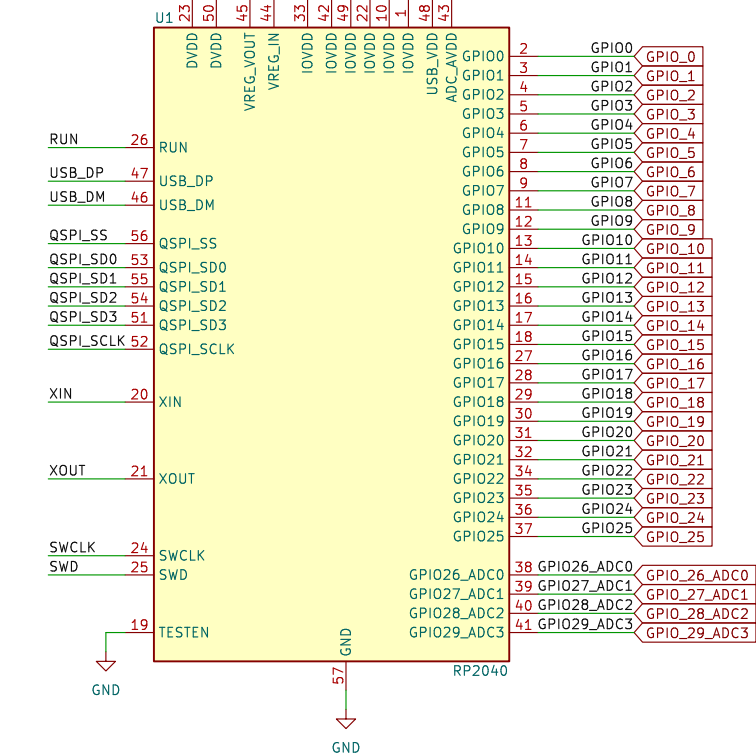 U1
23 50 45 44 33 42 49 22 10 1 48 43
DVDD DVDD VREG_VOUT VREG_IN IOVDD IOVDD IOVDD IOVDD IOVDD IOVDD USB_VDD ADC_AVDD
RUN 26 RUN
USB_DP 47 USB_DP
USB_DM 46 USB_DM
QSPI_SS 56 QSPI_SS
QSPI_SD0 53 QSPI_SD0
QSPI_SD1 55 QSPI_SD1
QSPI_SD2 54 QSPI_SD2
QSPI_SD3 51 QSPI_SD3
QSPI_SCLK 52 QSPI_SCLK
XIN 20 XIN
XOUT 21 XOUT
SWCLK 24 SWCLK
SWD 25 SWD
19 TESTEN
GND
GPIO0 2 GPIO0 GPIO_0
GPIO1 3 GPIO1 GPIO_1
GPIO2 4 GPIO2 GPIO_2
GPIO3 5 GPIO3 GPIO_3
GPIO4 6 GPIO4 GPIO_4
GPIO5 7 GPIO5 GPIO_5
GPIO6 8 GPIO6 GPIO_6
GPIO7 9 GPIO7 GPIO_7
GPIO8 11 GPIO8 GPIO_8
GPIO9 12 GPIO9 GPIO_9
GPIO10 13 GPIO10 GPIO_10
GPIO11 14 GPIO11 GPIO_11
GPIO12 15 GPIO12 GPIO_12
GPIO13 16 GPIO13 GPIO_13
GPIO14 17 GPIO14 GPIO_14
GPIO15 18 GPIO15 GPIO_15
GPIO16 27 GPIO16 GPIO_16
GPIO17 28 GPIO17 GPIO_17
GPIO18 29 GPIO18 GPIO_18
GPIO19 30 GPIO19 GPIO_19
GPIO20 31 GPIO20 GPIO_20
GPIO21 32 GPIO21 GPIO_21
GPIO22 34 GPIO22 GPIO_22
GPIO23 35 GPIO23 GPIO_23
GPIO24 36 GPIO24 GPIO_24
GPIO25 37 GPIO25 GPIO_25
GPIO26_ADC0 38 GPIO26_ADC0 GPIO_26_ADC0
GPIO27_ADC1 39 GPIO27_ADC1 GPIO_27_ADC1
GPIO28_ADC2 40 GPIO28_ADC2 GPIO_28_ADC2
GPIO29_ADC3 41 GPIO29_ADC3 GPIO_29_ADC3
GND
57
RP2040
GND